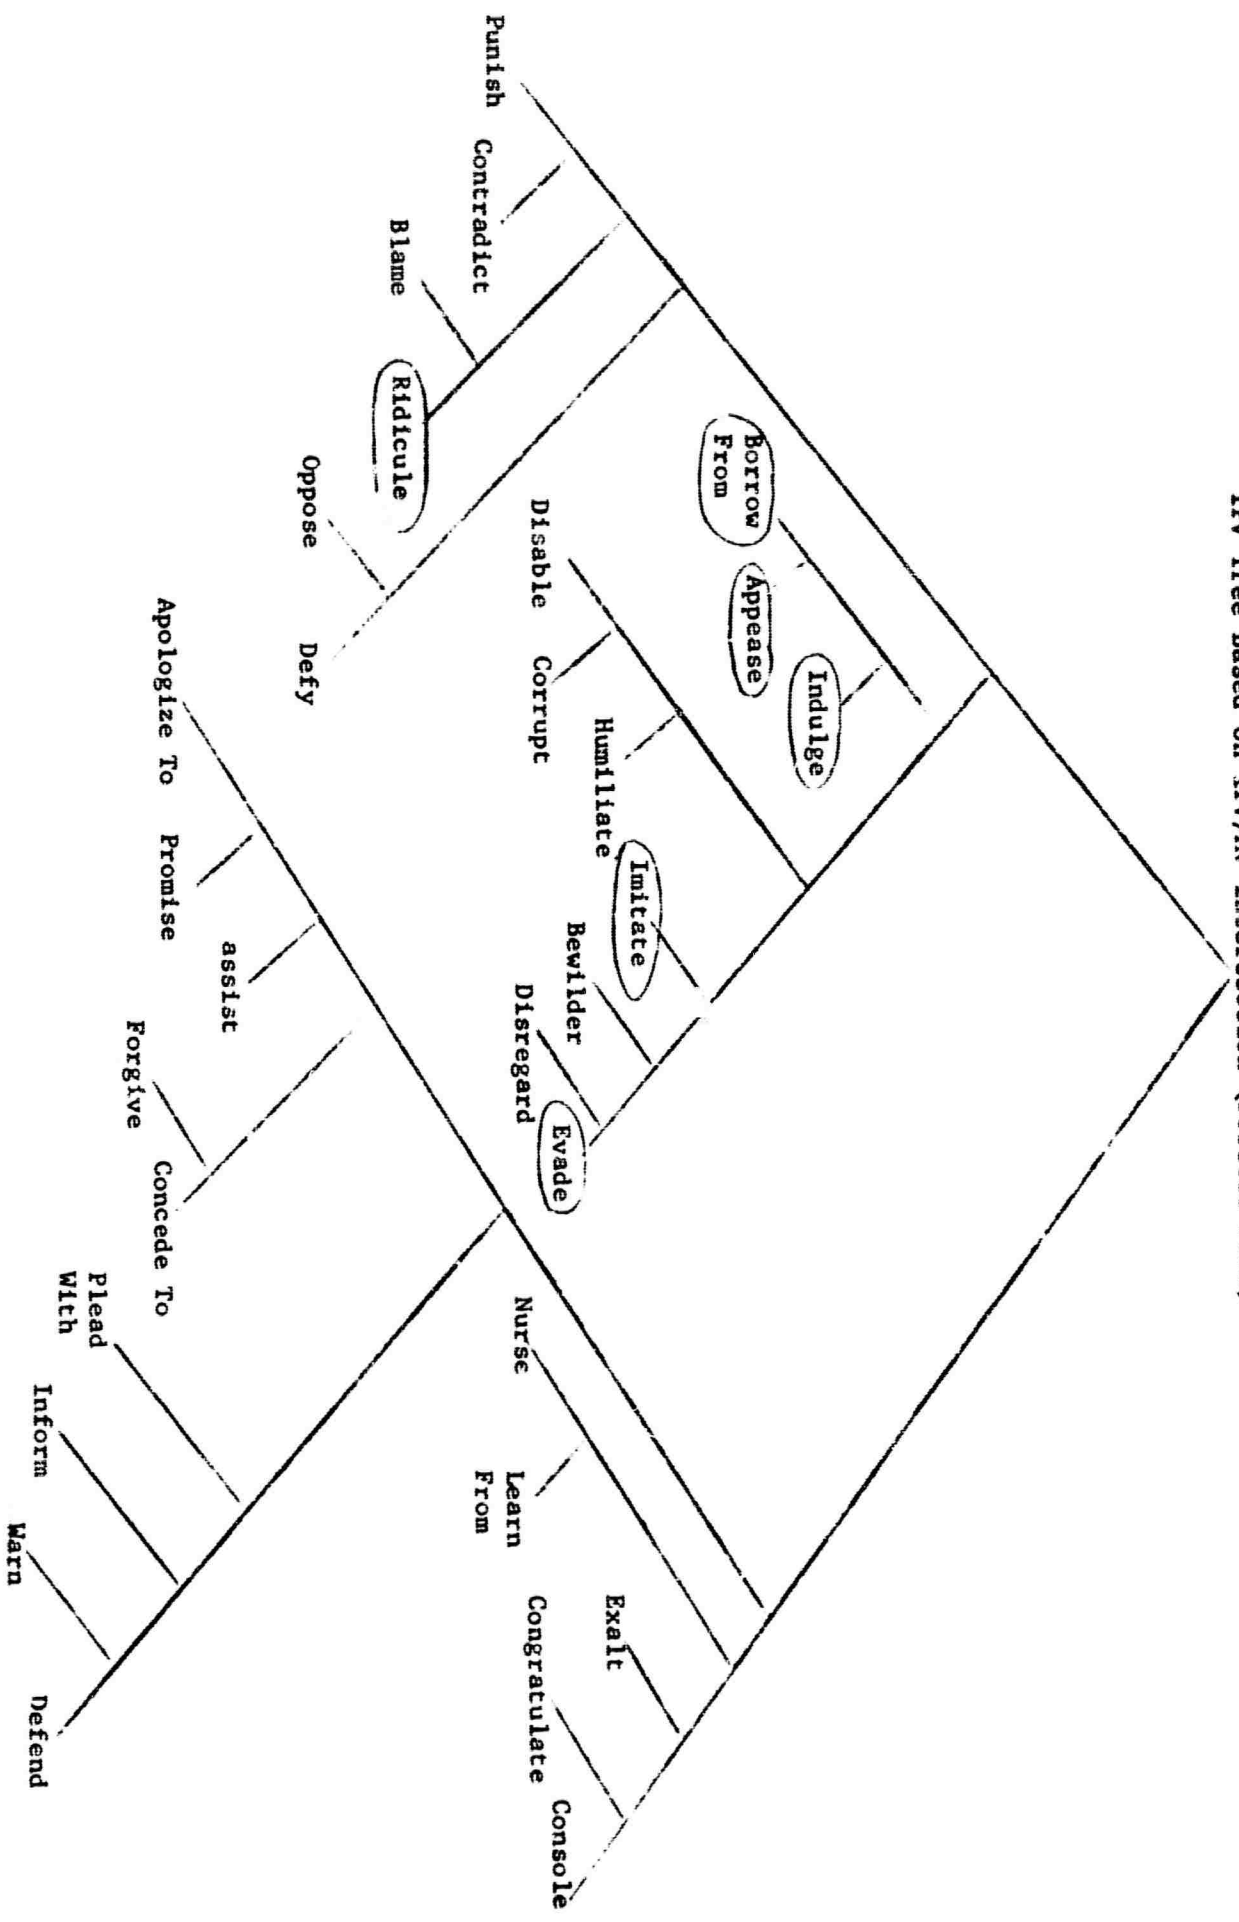 Punish
Contradict
Blame
Ridicule
Oppose
Defy
Borrow
From
Appease
Indulge
Disable
Corrupt
Humiliate
Imitate
Bewilder
Disregard
Evade
Apologize To
Promise
assist
Forgive
Concede To
Plead
With
Inform
Warn
Defend
Nurse
Learn
From
Exalt
Congratulate
Console